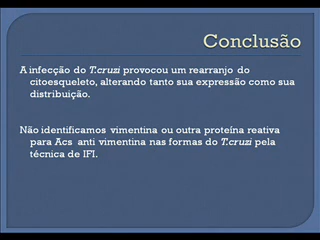 Conclusão
A infecção do T.cruzi provocou um rearranjo do
citoesqueleto, alterando tanto sua expressão como sua
distribuição.
Não identificamos vimentina ou outra proteína reativa
para Acs anti vimentina nas formas do T.cruzi pela
técnica de IFI.